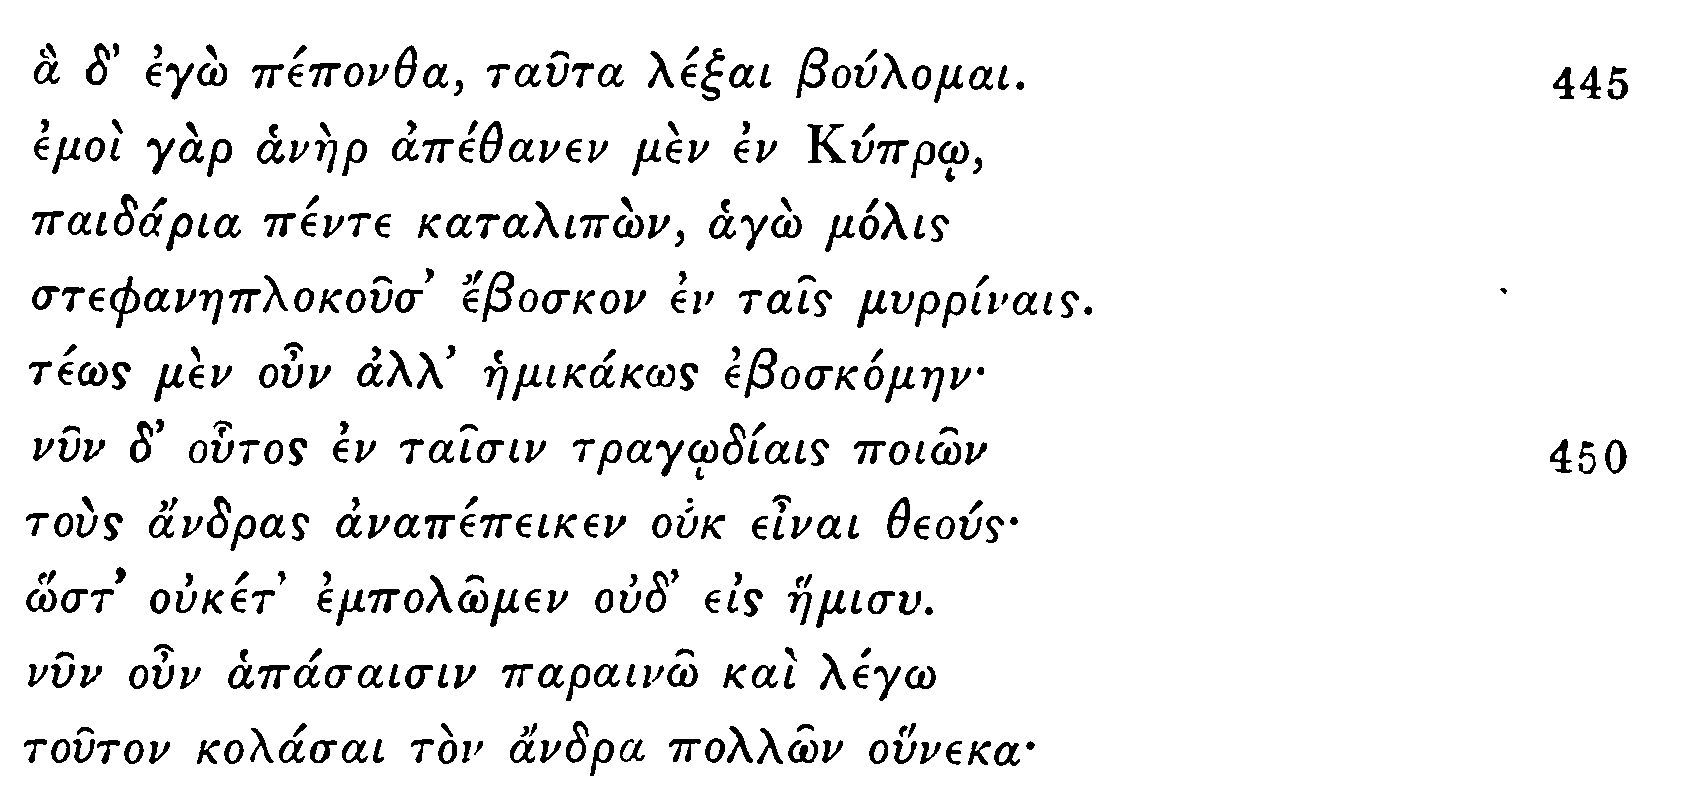 ἃ δ’ ἐγὼ πέπονθα, ταῦτα λέξαι βούλομαι. 445
ἐμοὶ γὰρ ἁνὴρ ἀπέθανεν μὲν ἐν Κύπρῳ,
παιδάρια πέντε καταλιπών, ἁγὼ μόλις
στεφανηπλοκοῦσ’ ἔβοσκον ἐν ταῖς μυρρίναις.
τέως μὲν οὖν ἀλλ’ ἡμικάκως ἐβοσκόμην·
νῦν δ’ οὗτος ἐν ταῖσιν τραγῳδίαις ποιῶν 450
τοὺς ἄνδρας ἀναπέπεικεν οὐκ εἶναι θεούς·
ὥστ’ οὐκέτ’ ἐμπολῶμεν οὐδ’ εἰς ἥμισυ.
νῦν οὖν ἁπάσαισιν παραινῶ καὶ λέγω
τοῦτον κολάσαι τὸν ἄνδρα πολλῶν οὕνεκα·